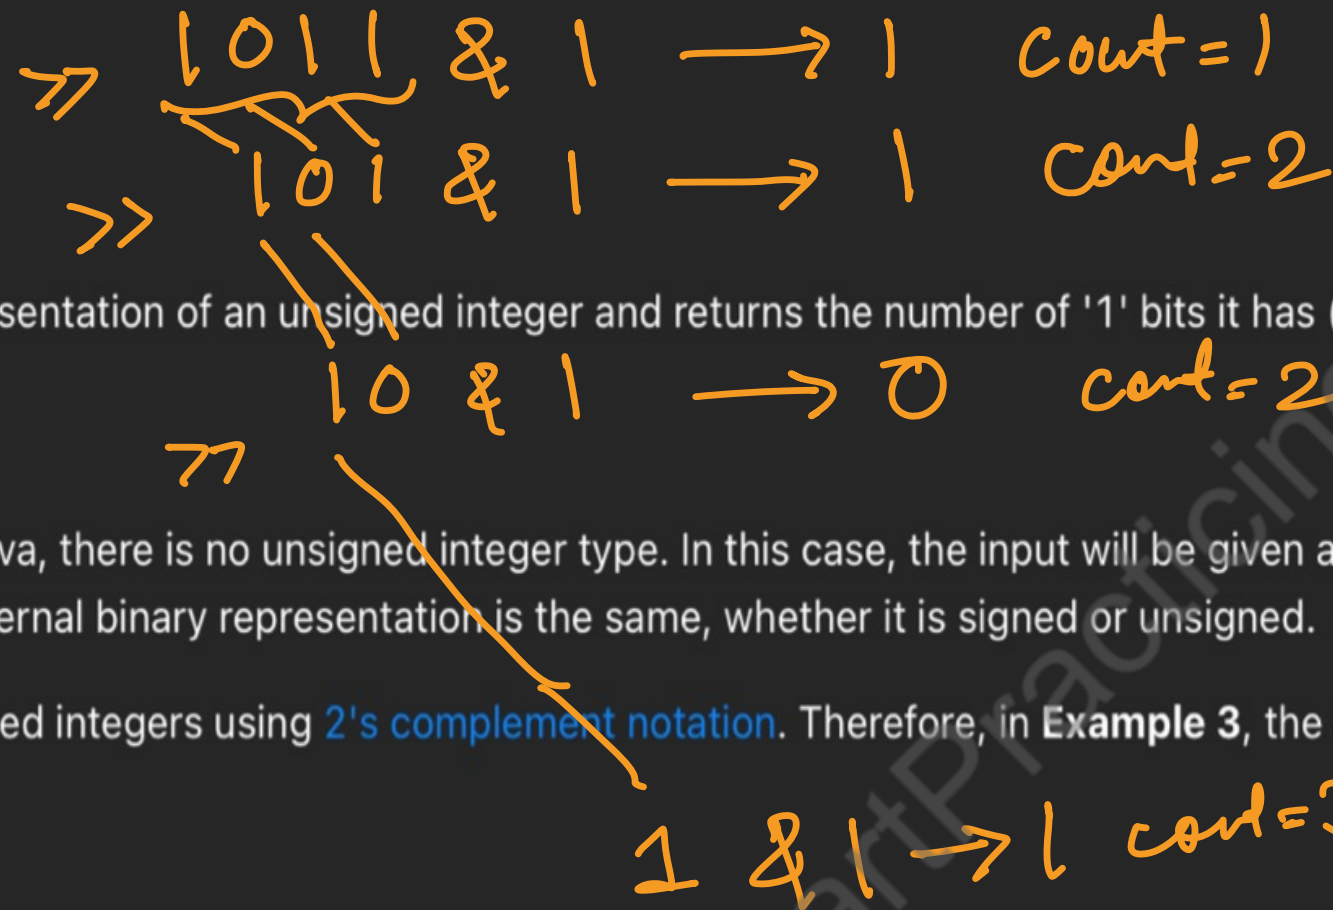 >> 1011 & 1 → 1 count = 1
>> 101 & 1 → 1 count = 2
sentation of an unsigned integer and returns the number of '1' bits it has (
10 & 1 → 0 count = 2
>>
va, there is no unsigned integer type. In this case, the input will be given a
ernal binary representation is the same, whether it is signed or unsigned.
ed integers using 2's complement notation. Therefore, in Example 3, the
1 & 1 → 1 count = 3
artPracticin